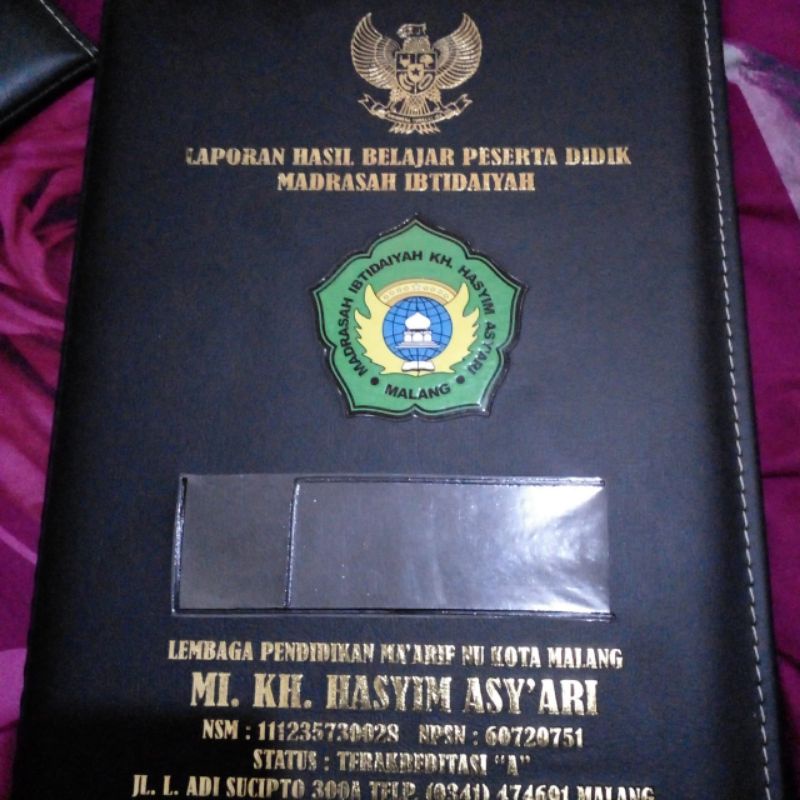 LAPORAN HASIL BELAJAR PESERTA DIDIK
MADRASAH IBTIDAIYAH
MADRASAH IBTIDAIYAH KH. HASYIM ASY'ARI
• MALANG •
LEMBAGA PENDIDIKAN MA'ARIF NU KOTA MALANG
MI. KH. HASYIM ASY'ARI
NSM : 111235730028 NPSN : 60720751
STATUS : TERAKREDITASI "A"
JL. L. ADI SUCIPTO 300A TELP. (0341) 474691 MALANG